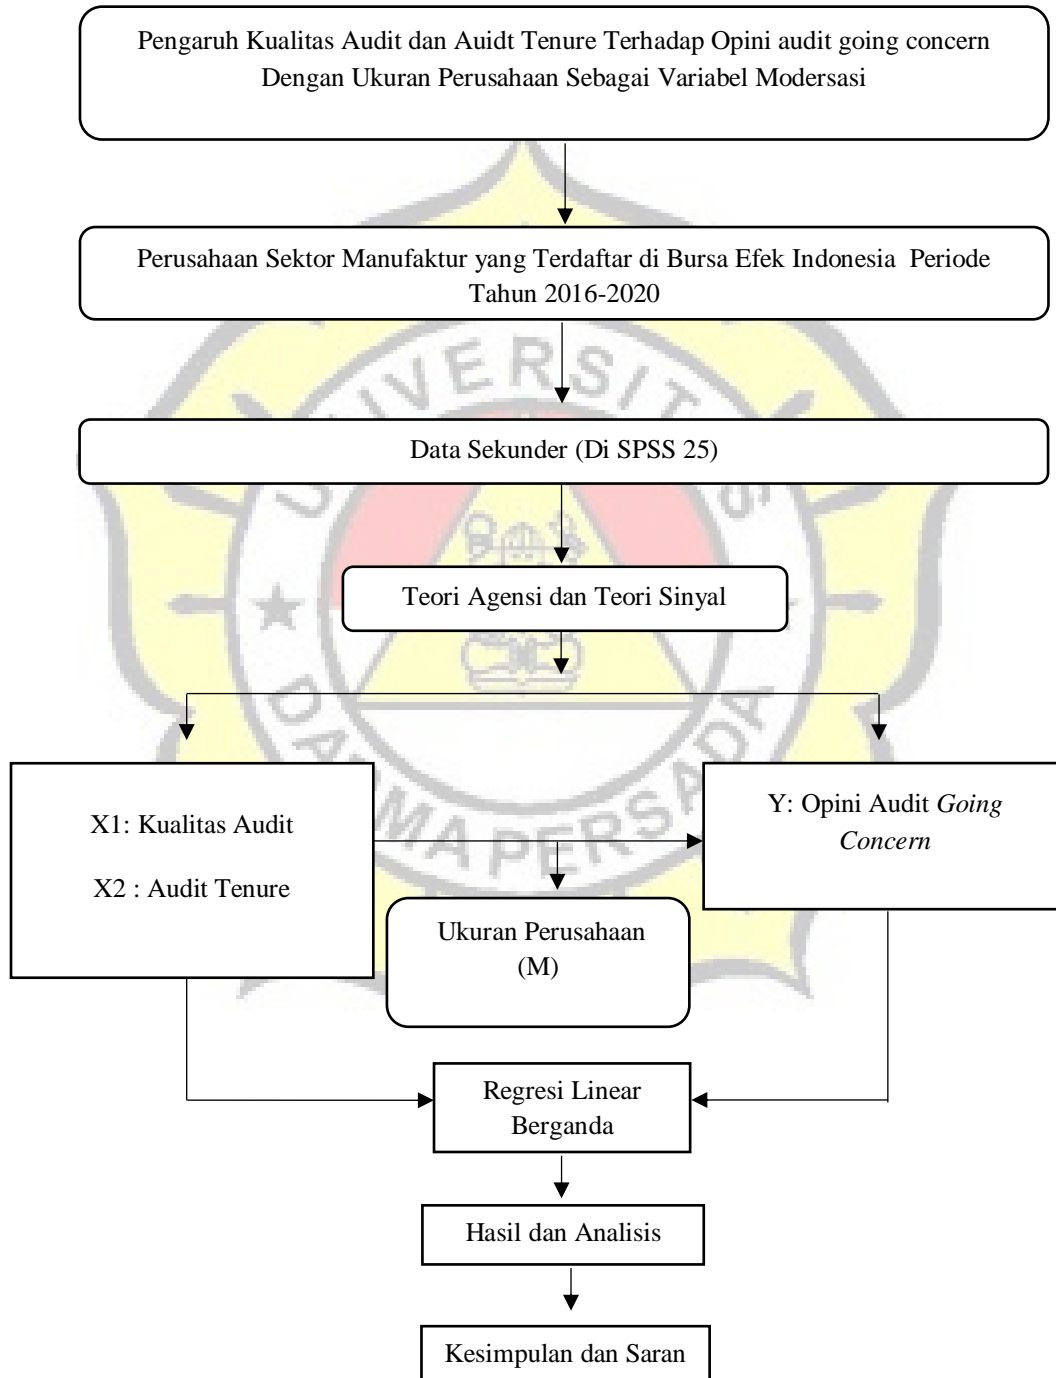 Pengaruh Kualitas Audit dan Auidt Tenure Terhadap Opini audit going concern
Dengan Ukuran Perusahaan Sebagai Variabel Modersasi
Perusahaan Sektor Manufaktur yang Terdaftar di Bursa Efek Indonesia Periode
Tahun 2016-2020
Data Sekunder (Di SPSS 25)
Teori Agensi dan Teori Sinyal
X1: Kualitas Audit
X2 : Audit Tenure
Y: Opini Audit Going
Concern
Ukuran Perusahaan
(M)
Regresi Linear
Berganda
Hasil dan Analisis
Kesimpulan dan Saran
UNIVERSITAS
DARMA PERSADA